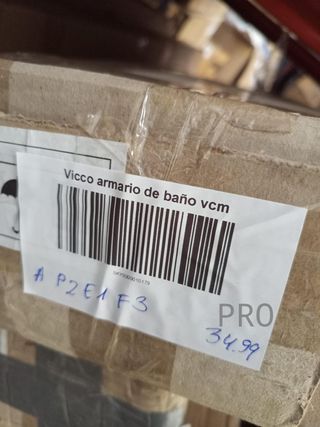 Vicco armario de baño vcm
A P2E1 F3
PRO
34.99